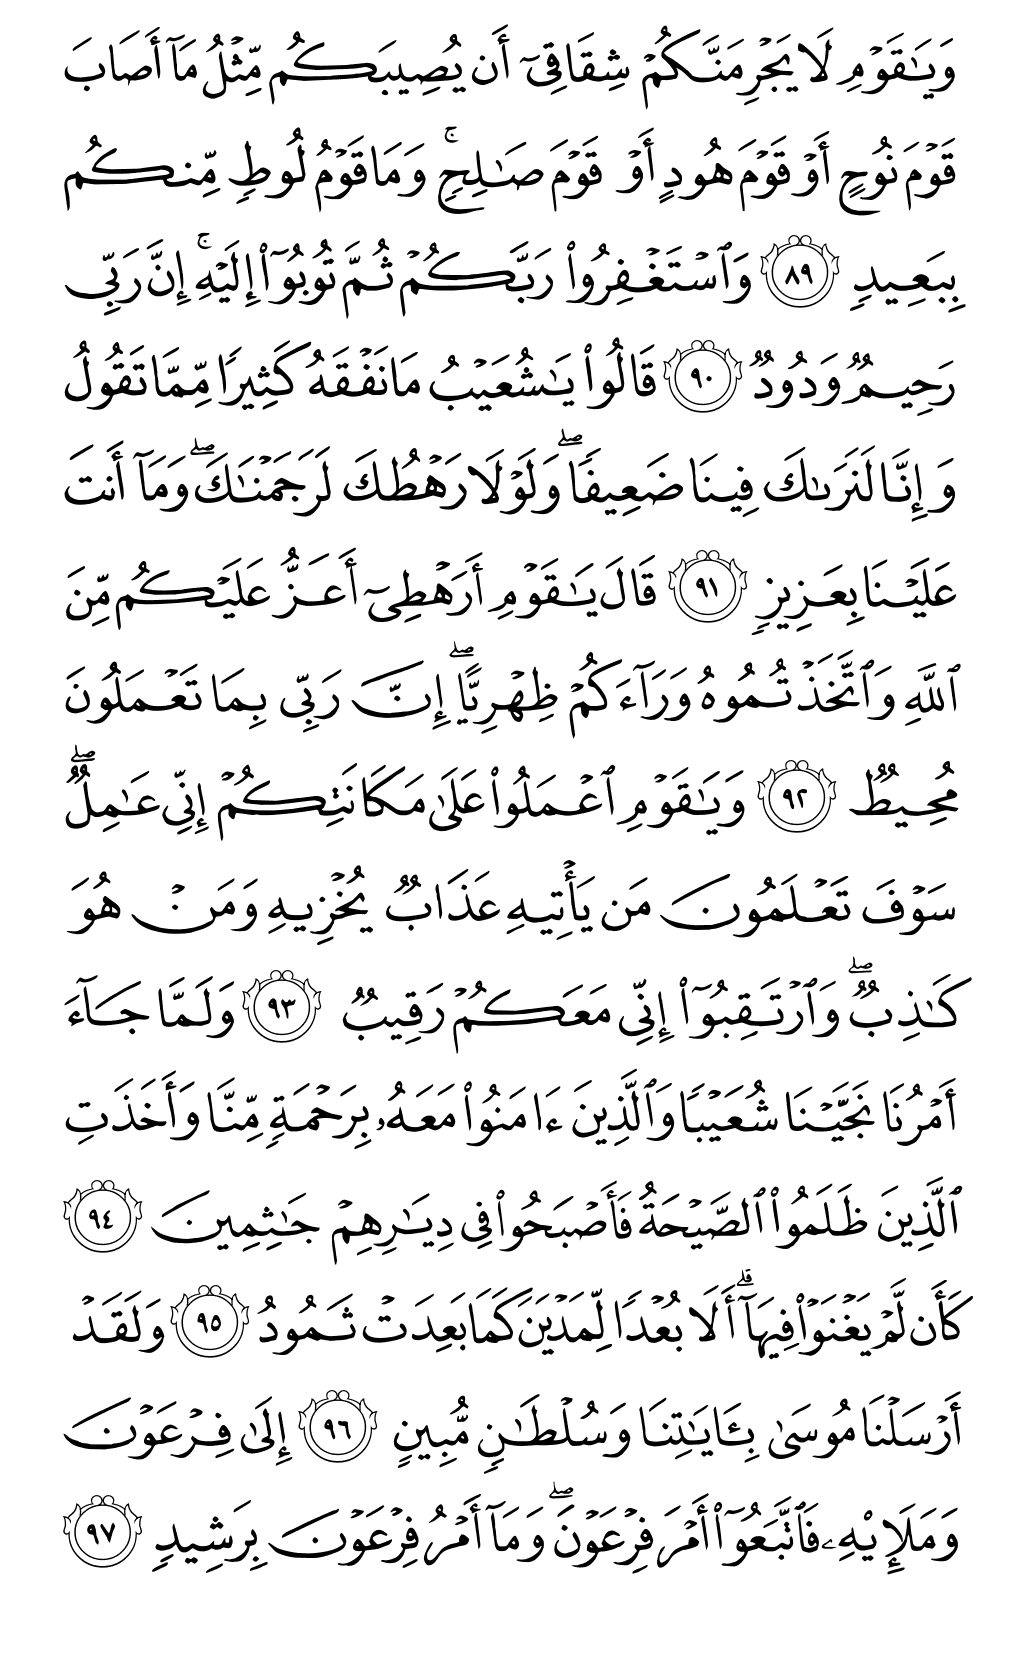 وَيَٰقَوْمِ لَا يَجْرِمَنَّكُمْ شِقَاقِيٓ أَن يُصِيبَكُم مِّثْلُ مَآ أَصَابَ
قَوْمَ نُوحٍ أَوْ قَوْمَ هُودٍ أَوْ قَوْمَ صَٰلِحٍۚ وَمَا قَوْمُ لُوطٍ مِّنكُم
بِبَعِيدٍ ٨٩ وَٱسْتَغْفِرُوا۟ رَبَّكُمْ ثُمَّ تُوبُوٓا۟ إِلَيْهِۚ إِنَّ رَبِّى
رَحِيمٌ وَدُودٌ ٩٠ قَالُوا۟ يَٰشُعَيْبُ مَا نَفْقَهُ كَثِيرًا مِّمَّا تَقُولُ
وَإِنَّا لَنَرَىٰكَ فِينَا ضَعِيفًاۖ وَلَوْلَا رَهْطُكَ لَرَجَمْنَٰكَۖ وَمَآ أَنتَ
عَلَيْنَا بِعَزِيزٍ ٩١ قَالَ يَٰقَوْمِ أَرَهْطِىٓ أَعَزُّ عَلَيْكُم مِّنَ
ٱللَّهِ وَٱتَّخَذْتُمُوهُ وَرَآءَكُمْ ظِهْرِيًّاۖ إِنَّ رَبِّى بِمَا تَعْمَلُونَ
مُحِيطٌ ٩٢ وَيَٰقَوْمِ ٱعْمَلُوا۟ عَلَىٰ مَكَانَتِكُمْ إِنِّى عَٰمِلٌۖ
سَوْفَ تَعْلَمُونَ مَن يَأْتِيهِ عَذَابٌ يُخْزِيهِ وَمَنْ هُوَ
كَٰذِبٌۖ وَٱرْتَقِبُوٓا۟ إِنِّى مَعَكُمْ رَقِيبٌ ٩٣ وَلَمَّا جَآءَ
أَمْرُنَا نَجَّيْنَا شُعَيْبًا وَٱلَّذِينَ ءَامَنُوا۟ مَعَهُۥ بِرَحْمَةٍ مِّنَّا وَأَخَذَتِ
ٱلَّذِينَ ظَلَمُوا۟ ٱلصَّيْحَةُ فَأَصْبَحُوا۟ فِى دِيَٰرِهِمْ جَٰثِمِينَ ٩٤
كَأَن لَّمْ يَغْنَوْا۟ فِيهَآۗ أَلَا بُعْدًا لِّمَدْيَنَ كَمَا بَعِدَتْ ثَمُودُ ٩٥ وَلَقَدْ
أَرْسَلْنَا مُوسَىٰ بِـَٔايَٰتِنَا وَسُلْطَٰنٍ مُّبِينٍ ٩٦ إِلَىٰ فِرْعَوْنَ
وَمَلَإِي۟هِۦ فَٱتَّبَعُوٓا۟ أَمْرَ فِرْعَوْنَۖ وَمَآ أَمْرُ فِرْعَوْنَ بِرَشِيدٍ ٩٧